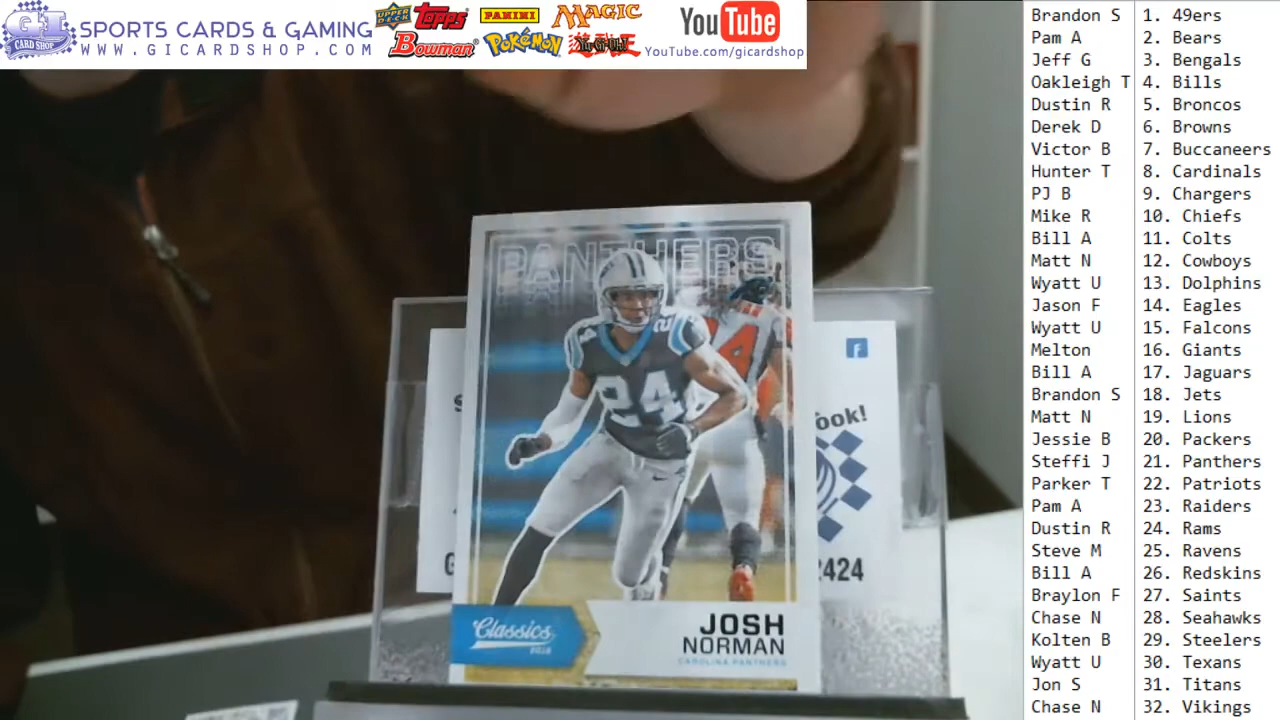 SPORTS CARDS & GAMING
WWW.GICARDSHOP.COM
GI
CARD SHOP
UPPER DECK
Topps
Bowman
PANINI
Pokémon
MAGIC
You Tube
YouTube.com/gicardshop
Brandon S 1. 49ers
Pam A 2. Bears
Jeff G 3. Bengals
Oakleigh T 4. Bills
Dustin R 5. Broncos
Derek D 6. Browns
Victor B 7. Buccaneers
Hunter T 8. Cardinals
PJ B 9. Chargers
Mike R 10. Chiefs
Bill A 11. Colts
Matt N 12. Cowboys
Wyatt U 13. Dolphins
Jason F 14. Eagles
Wyatt U 15. Falcons
Melton 16. Giants
Bill A 17. Jaguars
Brandon S 18. Jets
Matt N 19. Lions
Jessie B 20. Packers
Steffi J 21. Panthers
Parker T 22. Patriots
Pam A 23. Raiders
Dustin R 24. Rams
Steve M 25. Ravens
Bill A 26. Redskins
Braylon F 27. Saints
Chase N 28. Seahawks
Kolten B 29. Steelers
Wyatt U 30. Texans
Jon S 31. Titans
Chase N 32. Vikings
PANTHERS
24
24
f
ook!
2424
Classics
2016
JOSH
NORMAN
CAROLINA PANTHERS